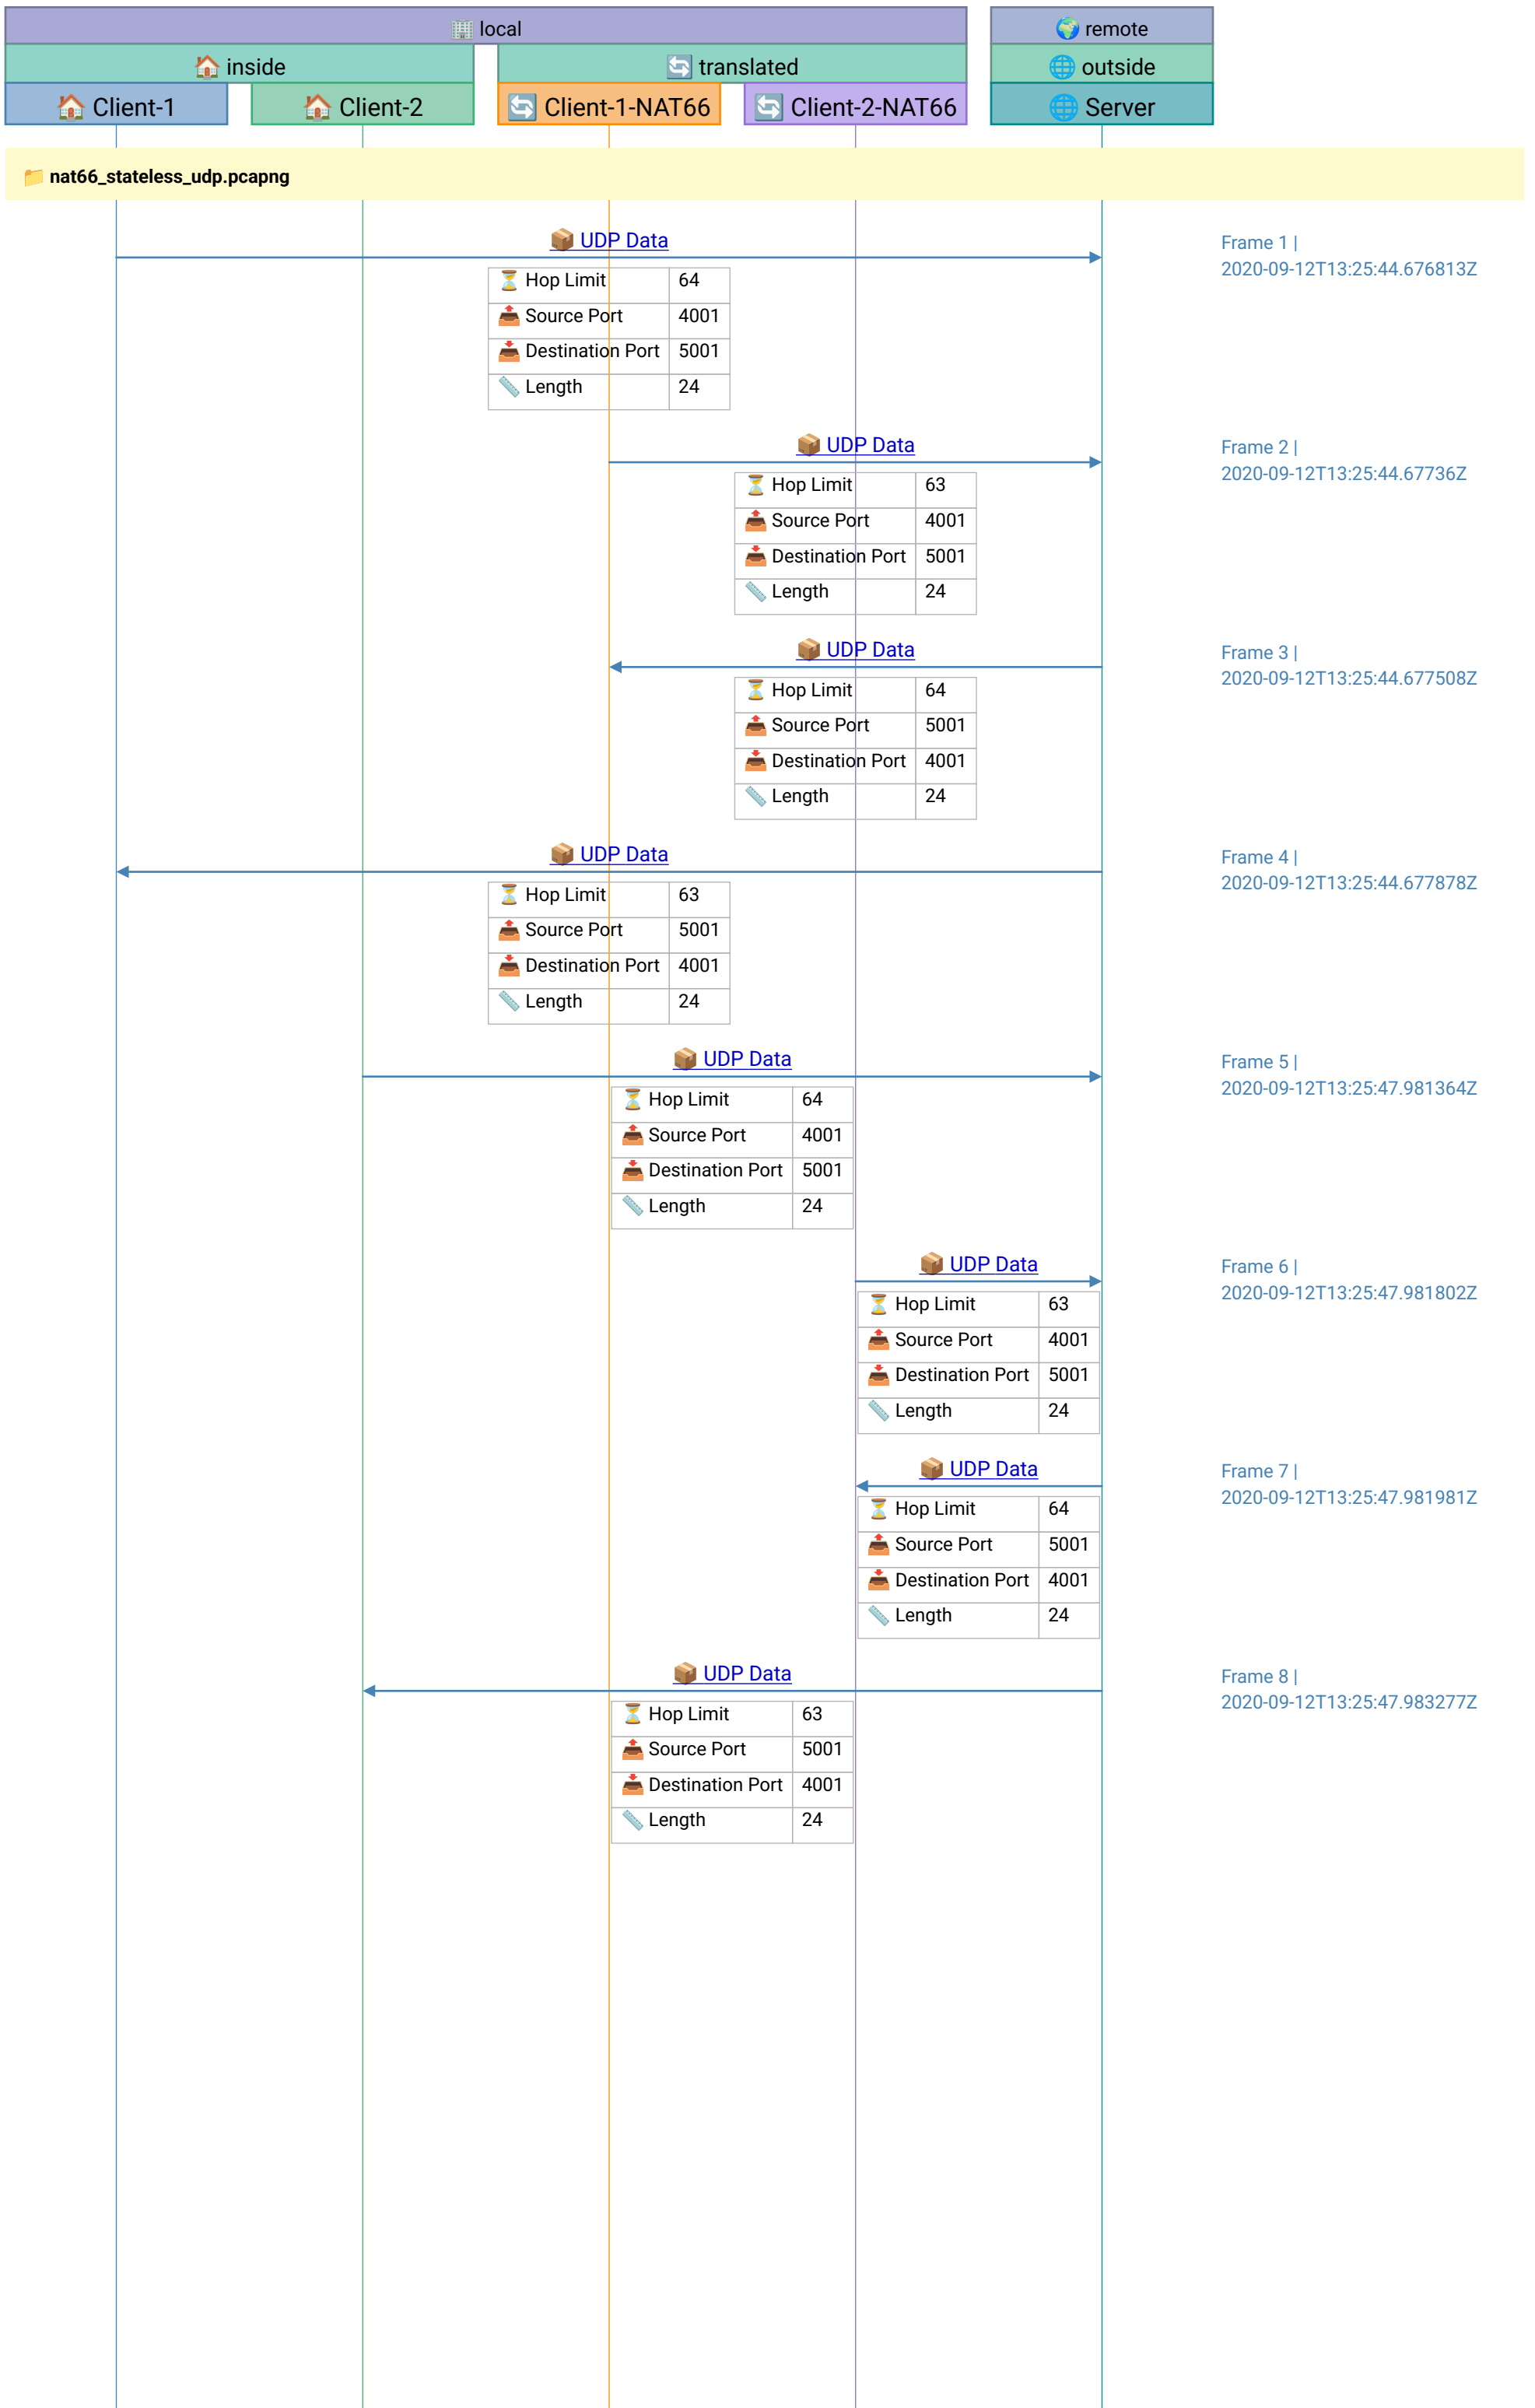 🏢 local
🌍 remote
🏠 inside
🔄 translated
🌐 outside
🏠 Client-1
🏠 Client-2
🔄 Client-1-NAT66
🔄 Client-2-NAT66
🌐 Server
📁 nat66_stateless_udp.pcapng
📦 UDP Data
Frame 1 |
2020-09-12T13:25:44.676813Z
⏳ Hop Limit 64
📤 Source Port 4001
📥 Destination Port 5001
📏 Length 24
📦 UDP Data
Frame 2 |
2020-09-12T13:25:44.67736Z
⏳ Hop Limit 63
📤 Source Port 4001
📥 Destination Port 5001
📏 Length 24
📦 UDP Data
Frame 3 |
2020-09-12T13:25:44.677508Z
⏳ Hop Limit 64
📤 Source Port 5001
📥 Destination Port 4001
📏 Length 24
📦 UDP Data
Frame 4 |
2020-09-12T13:25:44.677878Z
⏳ Hop Limit 63
📤 Source Port 5001
📥 Destination Port 4001
📏 Length 24
📦 UDP Data
Frame 5 |
2020-09-12T13:25:47.981364Z
⏳ Hop Limit 64
📤 Source Port 4001
📥 Destination Port 5001
📏 Length 24
📦 UDP Data
Frame 6 |
2020-09-12T13:25:47.981802Z
⏳ Hop Limit 63
📤 Source Port 4001
📥 Destination Port 5001
📏 Length 24
📦 UDP Data
Frame 7 |
2020-09-12T13:25:47.981981Z
⏳ Hop Limit 64
📤 Source Port 5001
📥 Destination Port 4001
📏 Length 24
📦 UDP Data
Frame 8 |
2020-09-12T13:25:47.983277Z
⏳ Hop Limit 63
📤 Source Port 5001
📥 Destination Port 4001
📏 Length 24